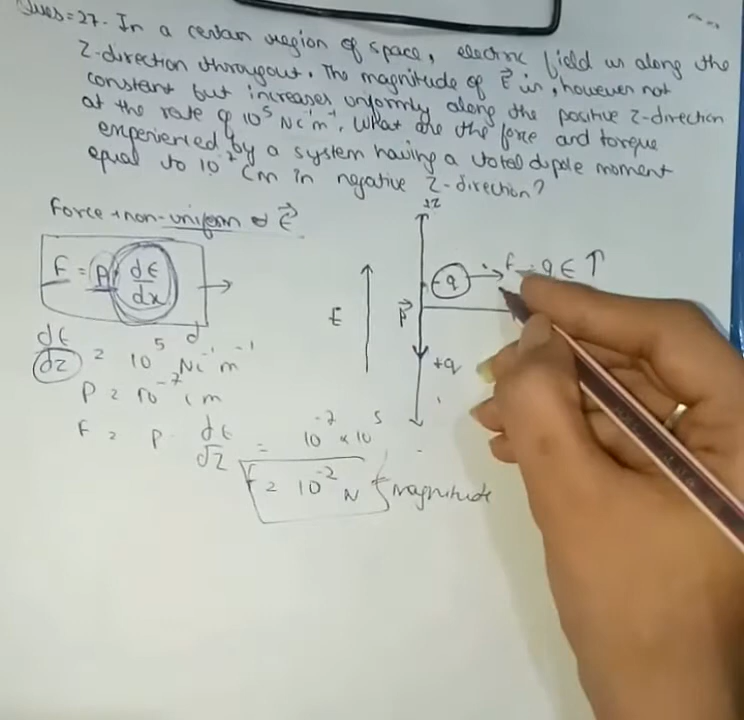 Ques=27. In a certain region of space, electric field is along the
Z-direction througout. The magnitude of E⃗ is, however not
constant but increases uniformly along the positive z-direction
at the rate of 10⁵ NC⁻¹m⁻¹. What are the force and torque
experienced by a system having a total dipole moment
equal to 10⁻⁷ Cm in negative Z-direction?
Force → non-uniform E⃗
F = P dE/dx
dE/dz = 10⁵ NC⁻¹m⁻¹
P = 10⁻⁷ cm
F = P · dE/dz = 10⁻⁷ × 10⁵
F = 10⁻² N magnitude
E
P⃗
-q
qE ↑
+q